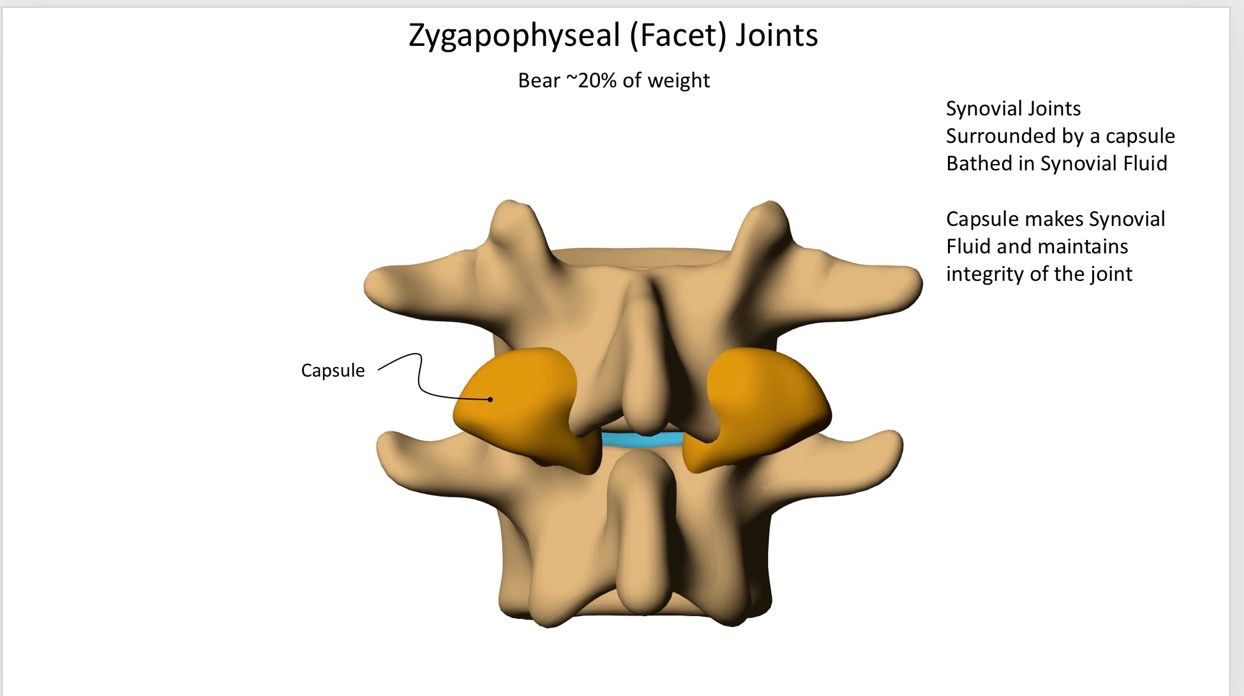 Zygapophyseal (Facet) Joints
Bear ~20% of weight
Synovial Joints
Surrounded by a capsule
Bathed in Synovial Fluid
Capsule makes Synovial
Fluid and maintains
integrity of the joint
Capsule